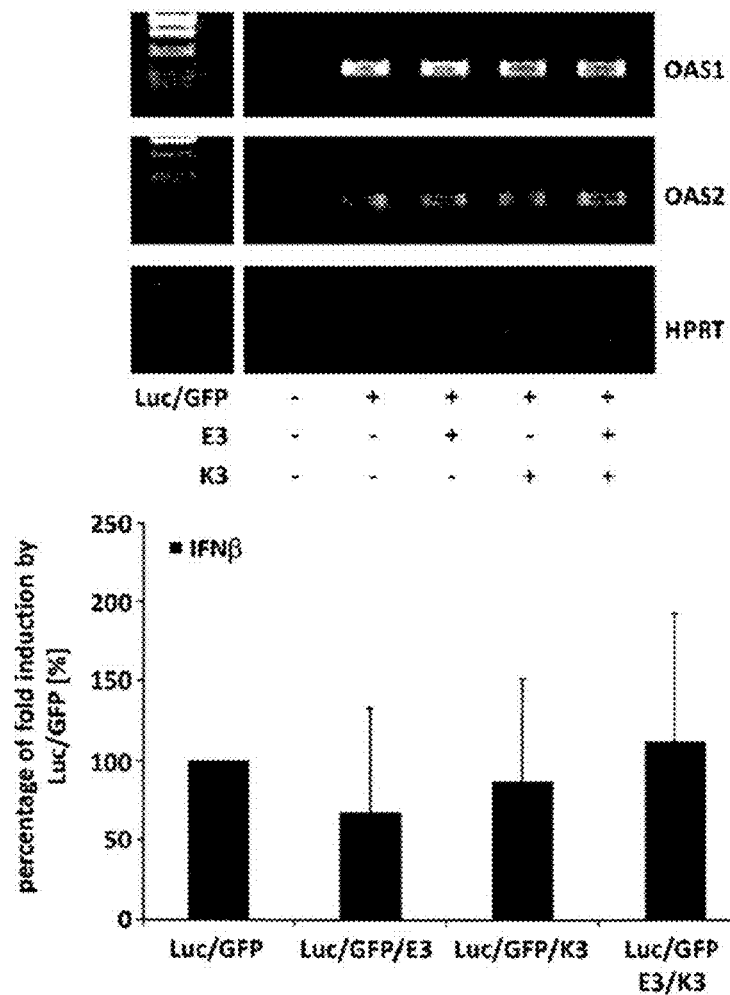 OAS1
OAS2
HPRT
Luc/GFP - + + + +
E3 - - + - +
K3 - - - + +
250
200
150
100
50
0
percentage of fold induction by
Luc/GFP [%]
■ IFNβ
Luc/GFP
Luc/GFP/E3
Luc/GFP/K3
Luc/GFP
E3/K3